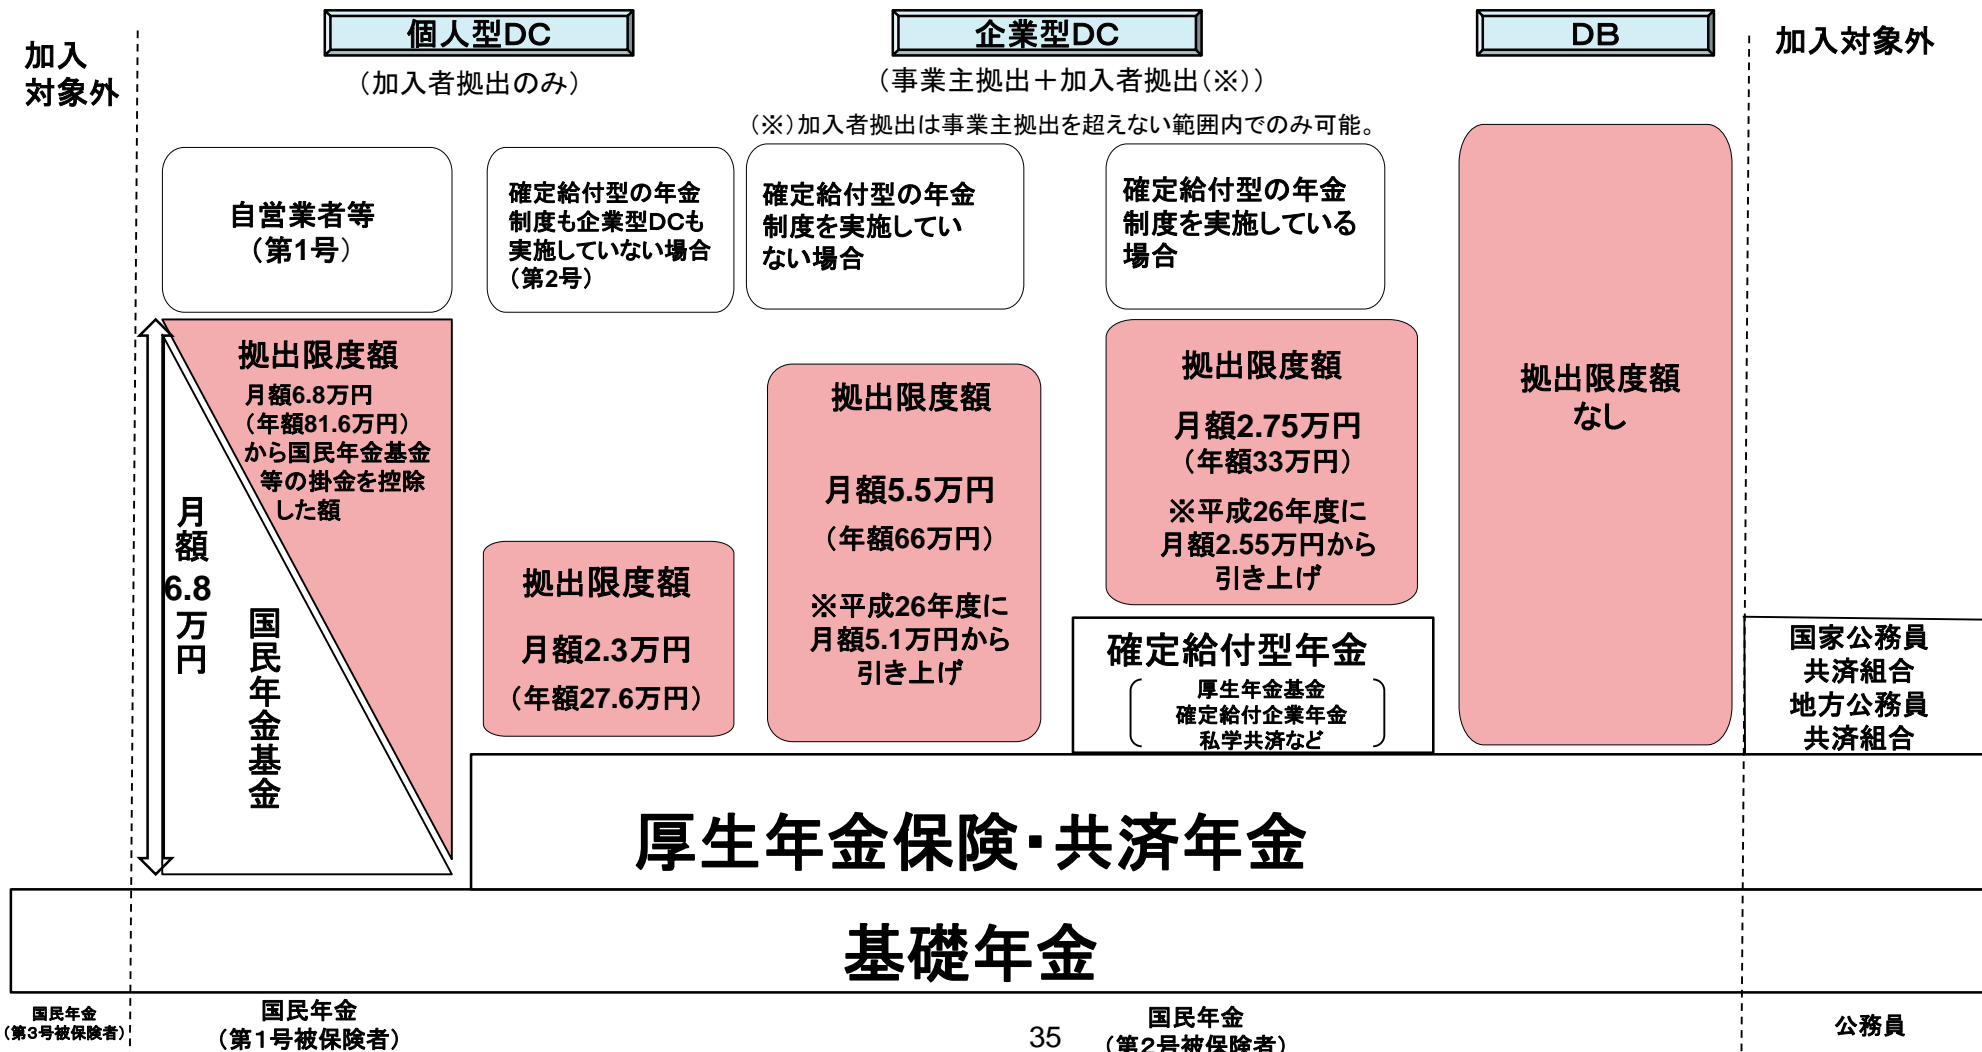 加入
対象外
個人型DC
(加入者拠出のみ)
企業型DC
(事業主拠出+加入者拠出(※))
(※)加入者拠出は事業主拠出を超えない範囲内でのみ可能。
DB
加入対象外
自営業者等
(第1号)
確定給付型の年金
制度も企業型DCも
実施していない場合
(第2号)
確定給付型の年金
制度を実施してい
ない場合
確定給付型の年金
制度を実施している
場合
拠出限度額
月額6.8万円
(年額81.6万円)
から国民年金基金
等の掛金を控除
した額
月額6.8万円
国民年金基金
拠出限度額
月額2.3万円
(年額27.6万円)
拠出限度額
月額5.5万円
(年額66万円)
※平成26年度に
月額5.1万円から
引き上げ
拠出限度額
月額2.75万円
(年額33万円)
※平成26年度に
月額2.55万円から
引き上げ
確定給付型年金
厚生年金基金
確定給付企業年金
私学共済など
拠出限度額
なし
国家公務員
共済組合
地方公務員
共済組合
厚生年金保険・共済年金
基礎年金
国民年金
(第3号被保険者)
国民年金
(第1号被保険者)
35
国民年金
(第2号被保険者)
公務員